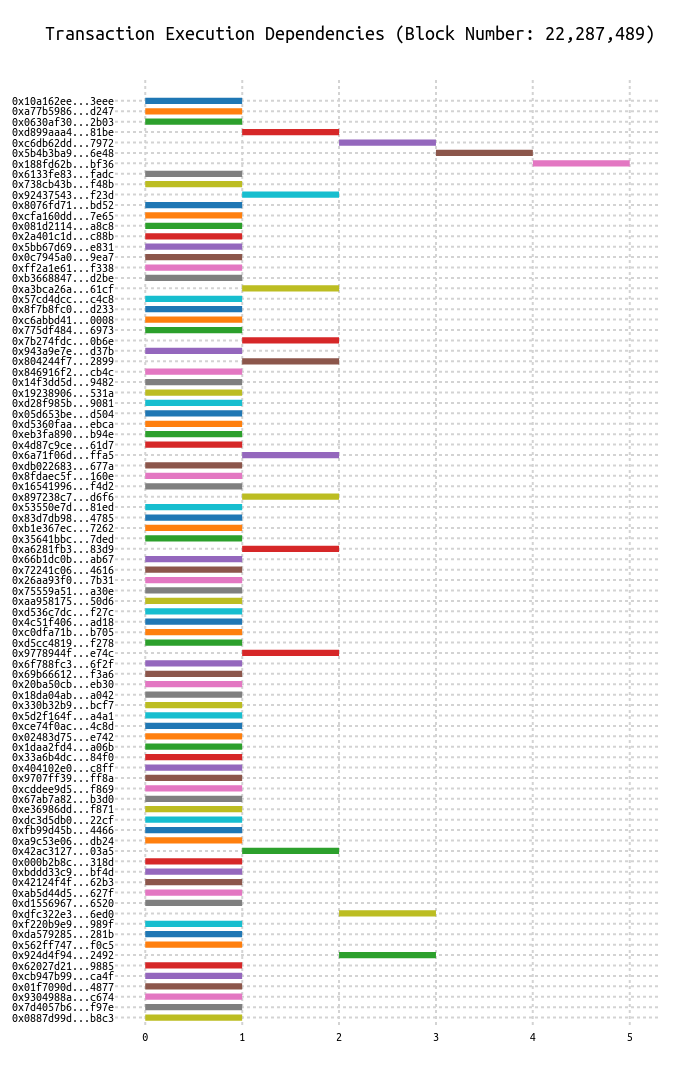 Transaction Execution Dependencies (Block Number: 22,287,489)
0x10a162ee...3eee
0xa77b5986...d247
0x0630af30...2b03
0xd899aaa4...81be
0xc6db62dd...7972
0x5b4b3ba9...6e48
0x188fd62b...bf36
0x6133fe83...fadc
0x738cb43b...f48b
0x92437543...f23d
0x8076fd71...bd52
0xcfa160dd...7e65
0x081d2114...a8c8
0x2a401c1d...c88b
0x5bb67d69...e831
0x0c7945a0...9ea7
0xff2a1e61...f338
0xb3668847...d2be
0xa3bca26a...61cf
0x57cd4dcc...c4c8
0x8f7b8fc0...d233
0xc6abbd41...0008
0x775df484...6973
0x7b274fdc...0b6e
0x943a9e7e...d37b
0x804244f7...2899
0x846916f2...cb4c
0x14f3dd5d...9482
0x19238906...531a
0xd28f985b...9081
0x05d653be...d504
0xd5360faa...ebca
0xeb3fa890...b94e
0x4d87c9ce...61d7
0x6a71f06d...ffa5
0xdb022683...677a
0x8fdaec5f...160e
0x16541996...f4d2
0x897238c7...d6f6
0x53550e7d...81ed
0x83d7db98...4785
0xb1e367ec...7262
0x35641bbc...7ded
0xa6281fb3...83d9
0x66b1dc0b...ab67
0x72241c06...4616
0x26aa93f0...7b31
0x75559a51...a30e
0xaa958175...50d6
0xd536c7dc...f27c
0x4c51f406...ad18
0xc0dfa71b...b705
0xd5cc4819...f278
0x9778944f...e74c
0x6f788fc3...6f2f
0x69b66612...f3a6
0x20ba50cb...eb30
0x18da04ab...a042
0x330b32b9...bcf7
0x5d2f164f...a4a1
0xce74f0ac...4c8d
0x02483d75...e742
0x1daa2fd4...a06b
0x33a6b4dc...84f0
0x404102e0...c8ff
0x9707ff39...ff8a
0xcddee9d5...f869
0x67ab7a82...b3d0
0xe36986dd...f871
0xdc3d5db0...22cf
0xfb99d45b...4466
0xa9c53e06...db24
0x42ac3127...03a5
0x000b2b8c...318d
0xbddd33c9...bf4d
0x42124f4f...62b3
0xab5d44d5...627f
0xd1556967...6520
0xdfc322e3...6ed0
0xf220b9e9...989f
0xda579285...281b
0x562ff747...f0c5
0x924d4f94...2492
0x62027d21...9885
0xcb947b99...ca4f
0x01f7090d...4877
0x9304988a...c674
0x7d4057b6...f97e
0x0887d99d...b8c3
0 1 2 3 4 5